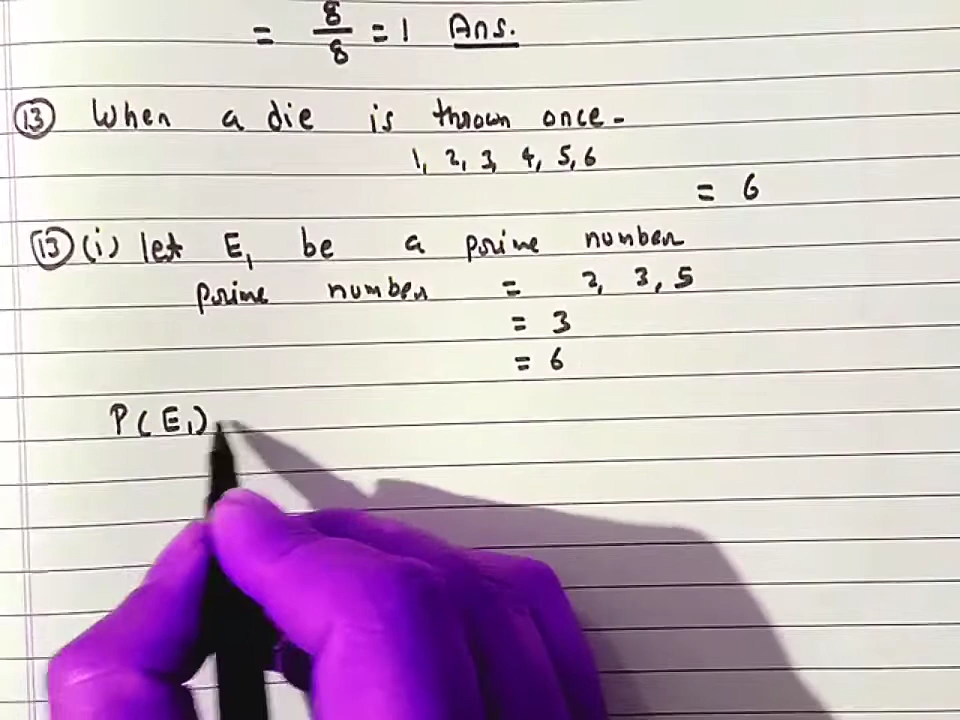 = 8/8 = 1 Ans.
13 When a die is thrown once-
1, 2, 3, 4, 5, 6
= 6
13 (i) let E1 be a prime number
prime number = 2, 3, 5
= 3
= 6
P(E1)